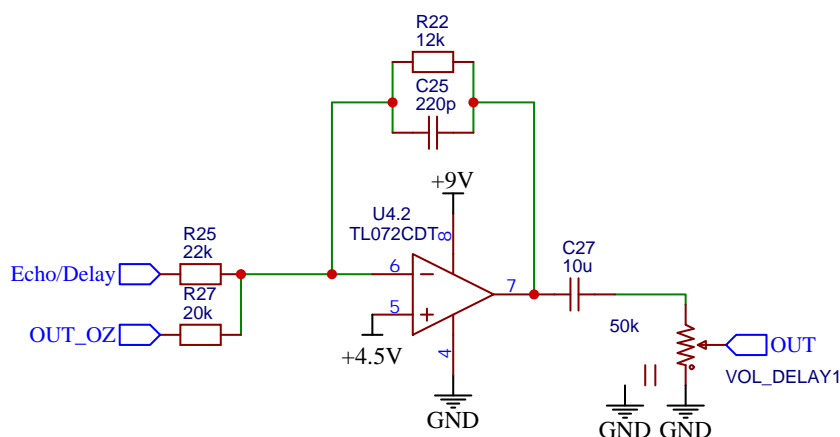 R22
12k
C25
220p
+9V
U4.2
TL072CDT
8
R25
22k
Echo/Delay
6
C27
10u
7
R27
20k
5
OUT_OZ
+4.5V
4
50k
OUT
VOL_DELAY1
GND
GND
GND